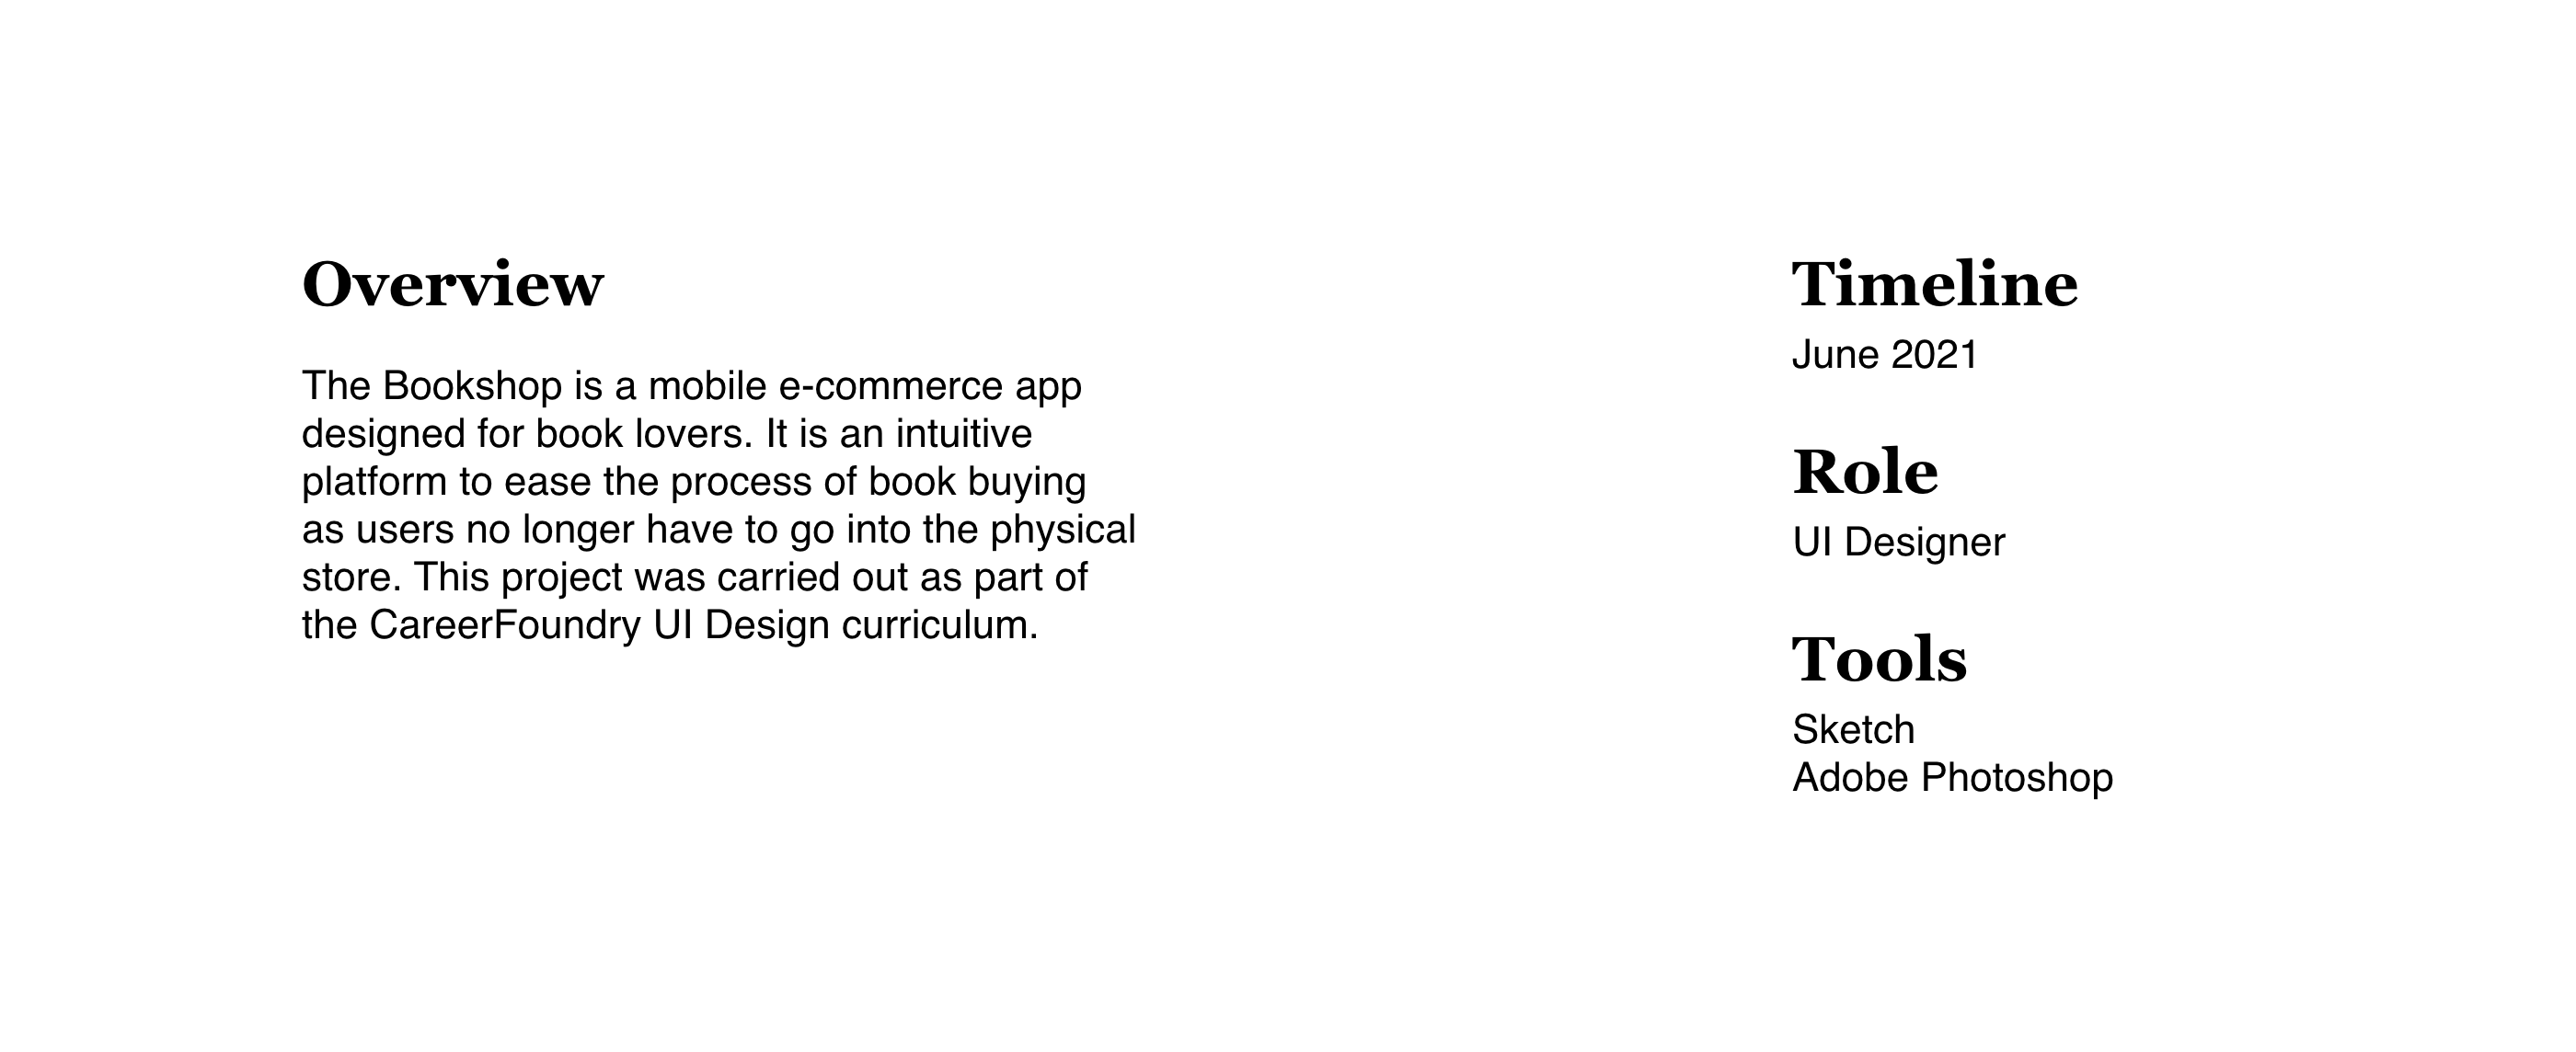 Overview
The Bookshop is a mobile e-commerce app
designed for book lovers. It is an intuitive
platform to ease the process of book buying
as users no longer have to go into the physical
store. This project was carried out as part of
the CareerFoundry UI Design curriculum.
Timeline
June 2021
Role
UI Designer
Tools
Sketch
Adobe Photoshop